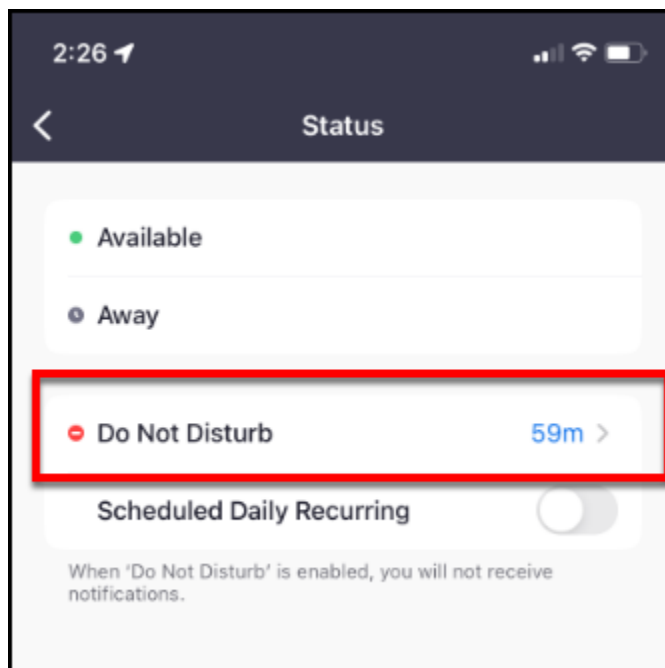 2:26
Status
Available
Away
Do Not Disturb 59m
Scheduled Daily Recurring
When ‘Do Not Disturb’ is enabled, you will not receive
notifications.